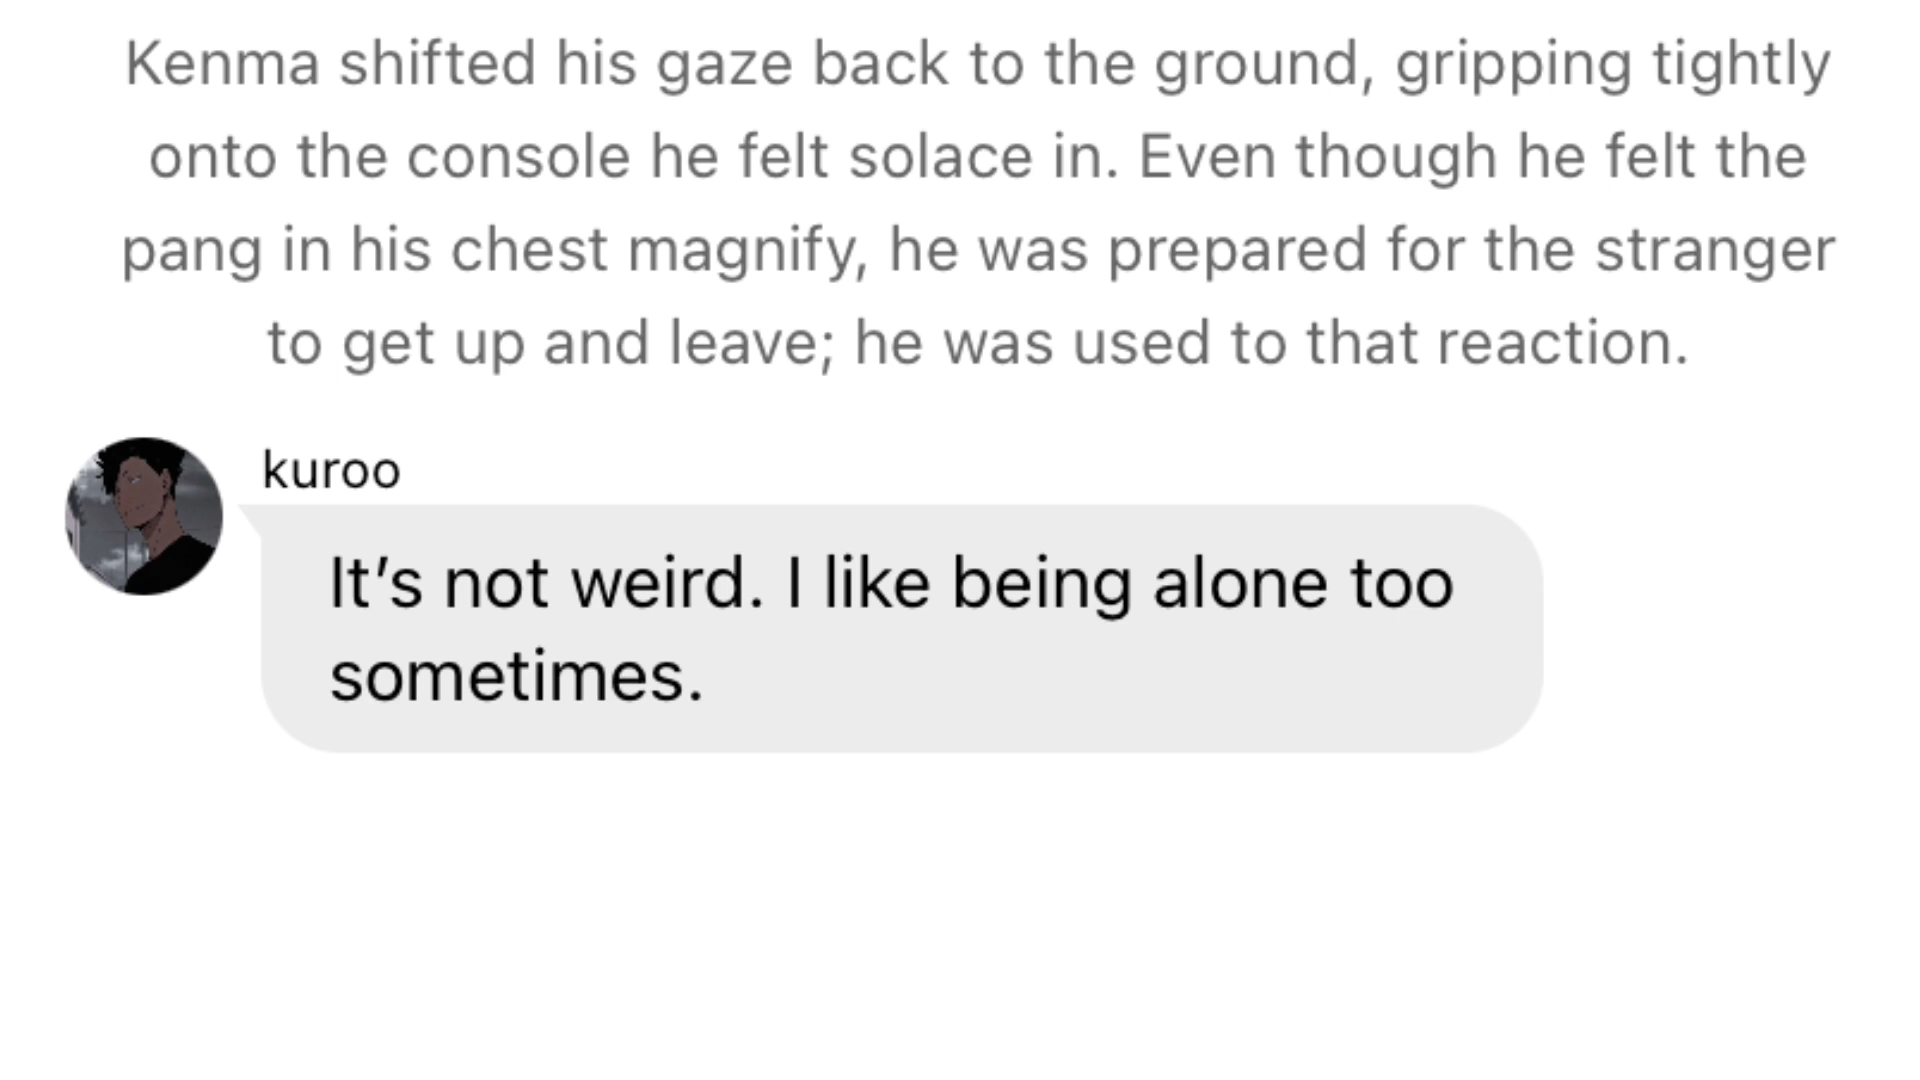 Kenma shifted his gaze back to the ground, gripping tightly
onto the console he felt solace in. Even though he felt the
pang in his chest magnify, he was prepared for the stranger
to get up and leave; he was used to that reaction.
kuroo
It’s not weird. I like being alone too
sometimes.